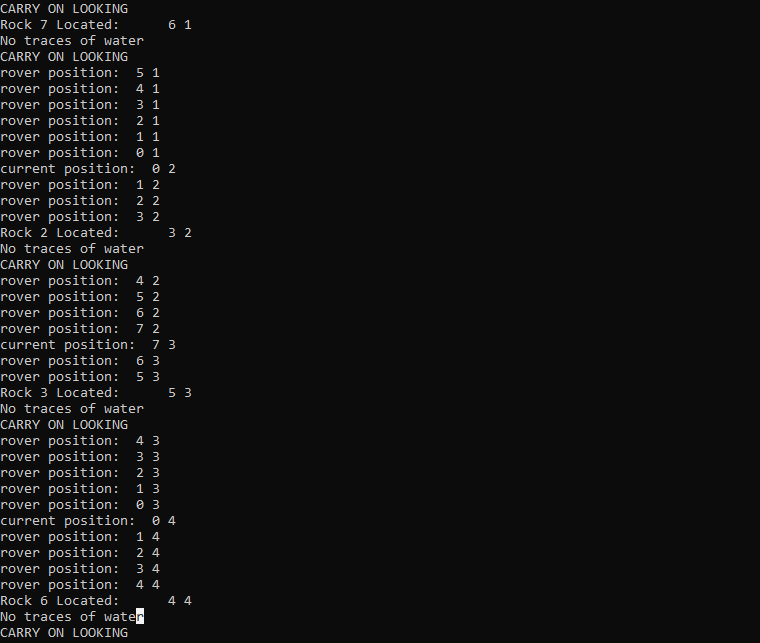 CARRY ON LOOKING
Rock 7 Located:      6 1
No traces of water
CARRY ON LOOKING
rover position:  5 1
rover position:  4 1
rover position:  3 1
rover position:  2 1
rover position:  1 1
rover position:  0 1
current position:  0 2
rover position:  1 2
rover position:  2 2
rover position:  3 2
Rock 2 Located:      3 2
No traces of water
CARRY ON LOOKING
rover position:  4 2
rover position:  5 2
rover position:  6 2
rover position:  7 2
current position:  7 3
rover position:  6 3
rover position:  5 3
Rock 3 Located:      5 3
No traces of water
CARRY ON LOOKING
rover position:  4 3
rover position:  3 3
rover position:  2 3
rover position:  1 3
rover position:  0 3
current position:  0 4
rover position:  1 4
rover position:  2 4
rover position:  3 4
rover position:  4 4
Rock 6 Located:      4 4
No traces of water
CARRY ON LOOKING